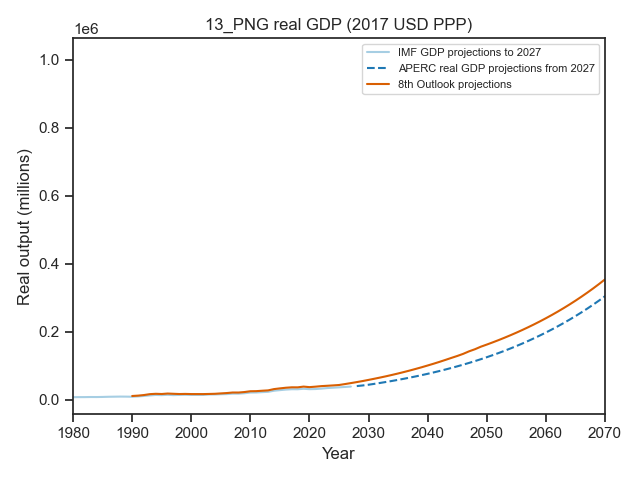 13_PNG real GDP (2017 USD PPP)
1e6
IMF GDP projections to 2027
APERC real GDP projections from 2027
8th Outlook projections
Real output (millions)
1.0
0.8
0.6
0.4
0.2
0.0
1980 1990 2000 2010 2020 2030 2040 2050 2060 2070
Year